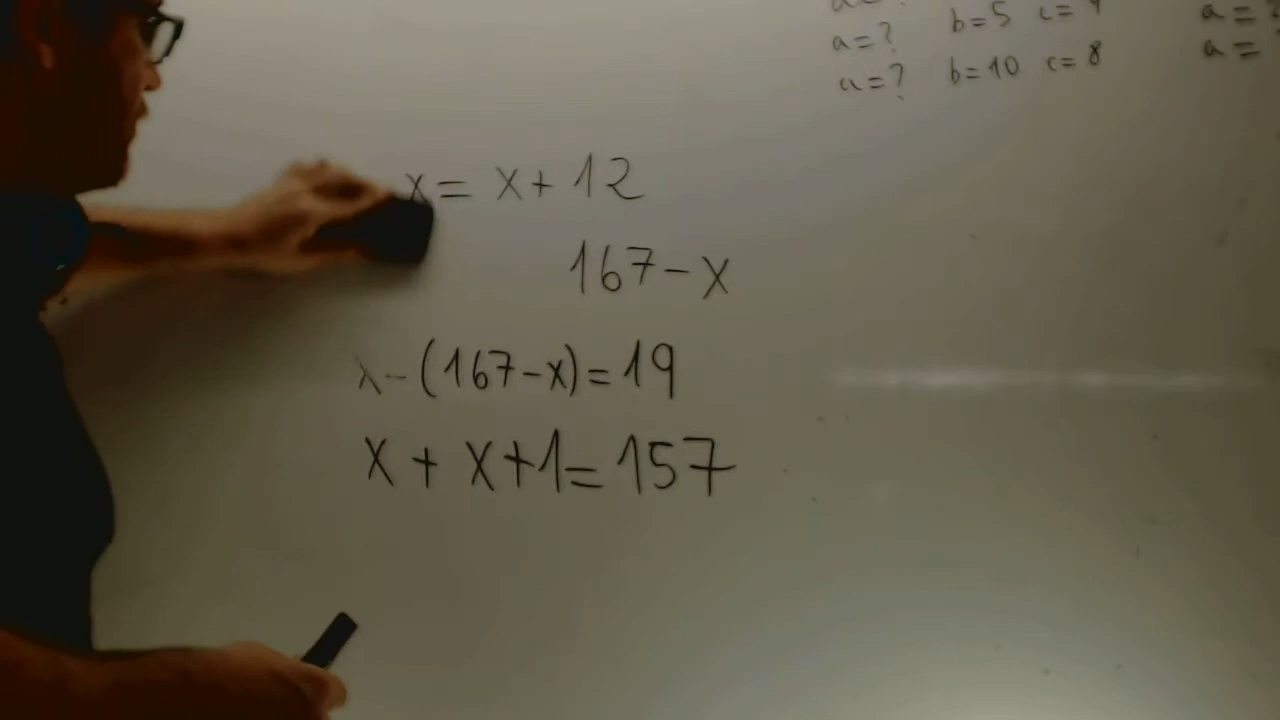 a=? b=5 c=
a=? b=10 c=8
a=
a=
x= x+12
167-x
x-(167-x)=19
x + x+1=157